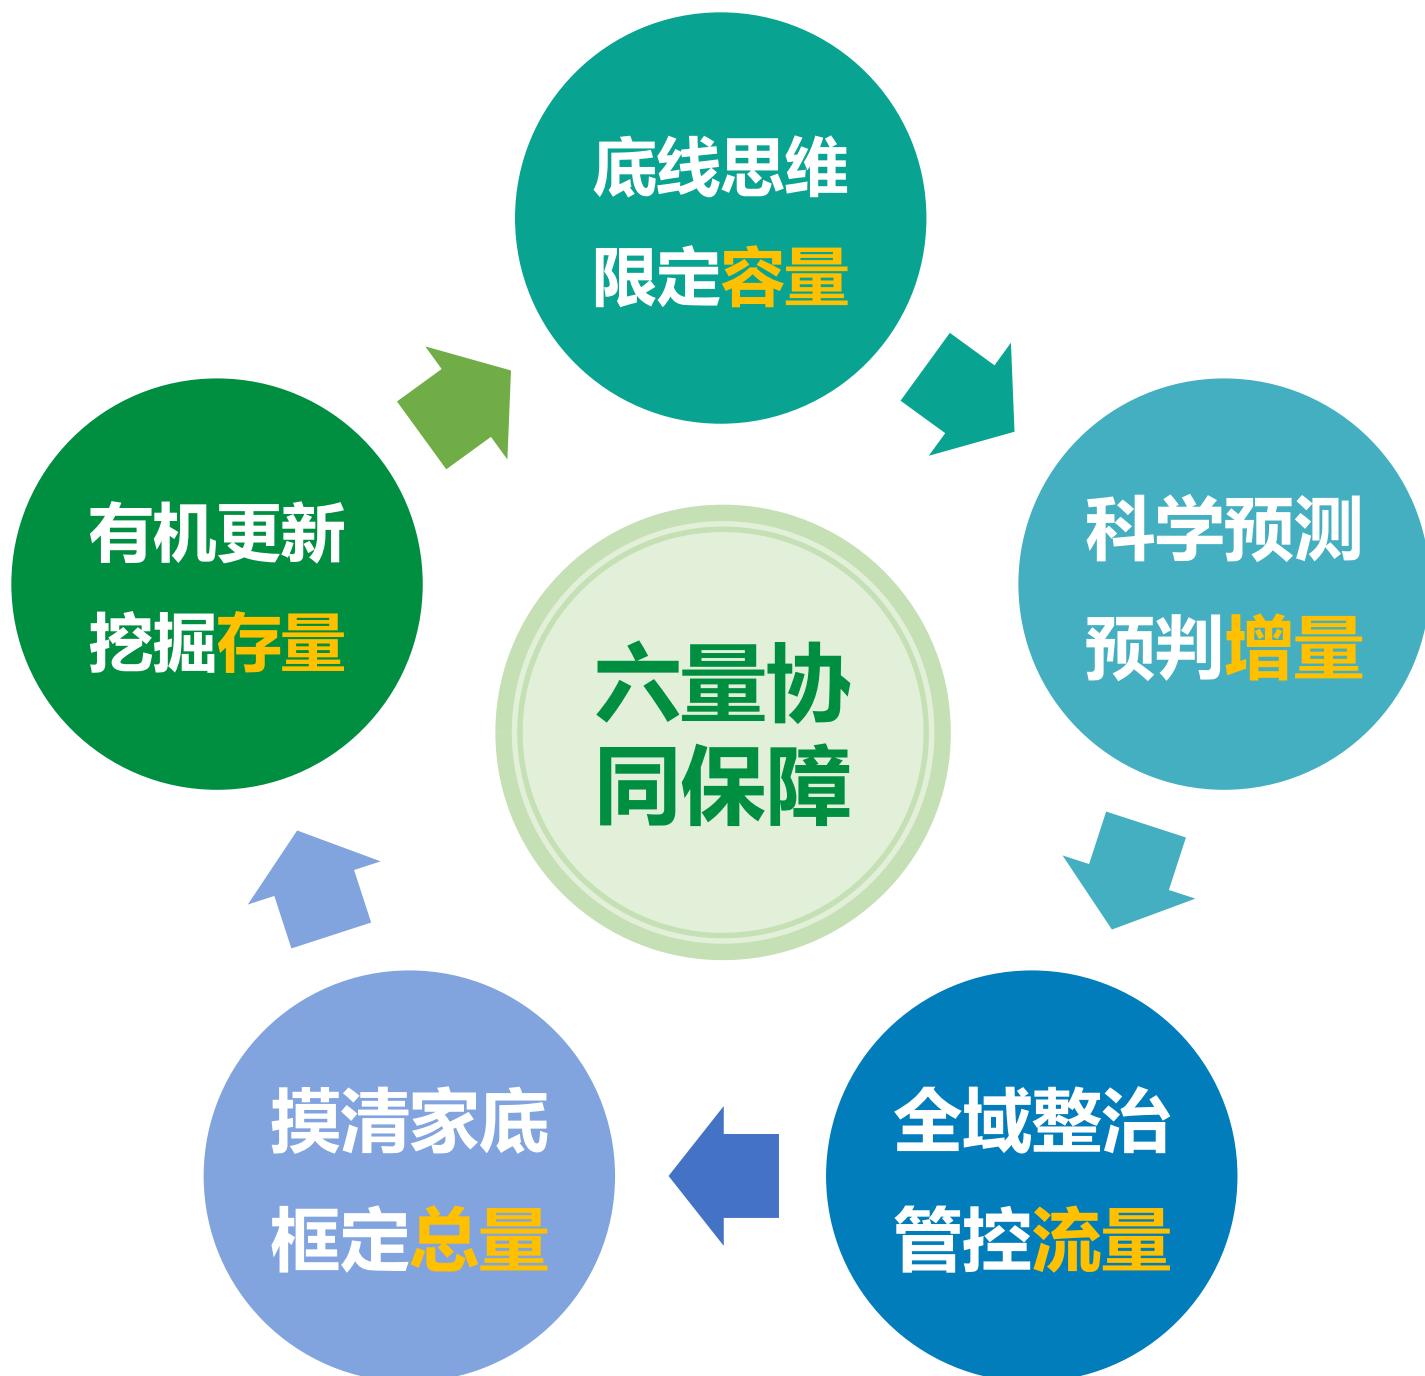 底线思维
限定容量
科学预测
预判增量
全域整治
管控流量
摸清家底
框定总量
有机更新
挖掘存量
六量协
同保障